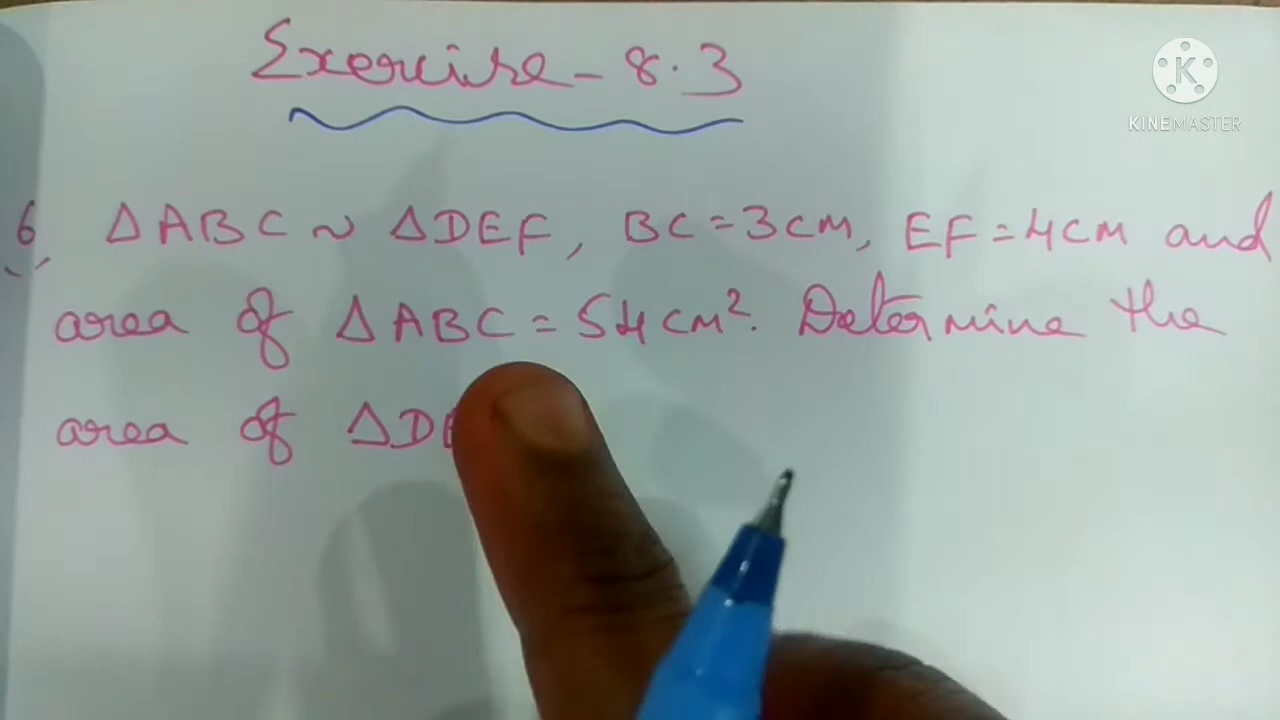 Exercise - 8.3
K
KINEMASTER
6, ΔABC ~ ΔDEF, BC = 3CM, EF = 4CM and
area of ΔABC = 54CM². Determine the
area of